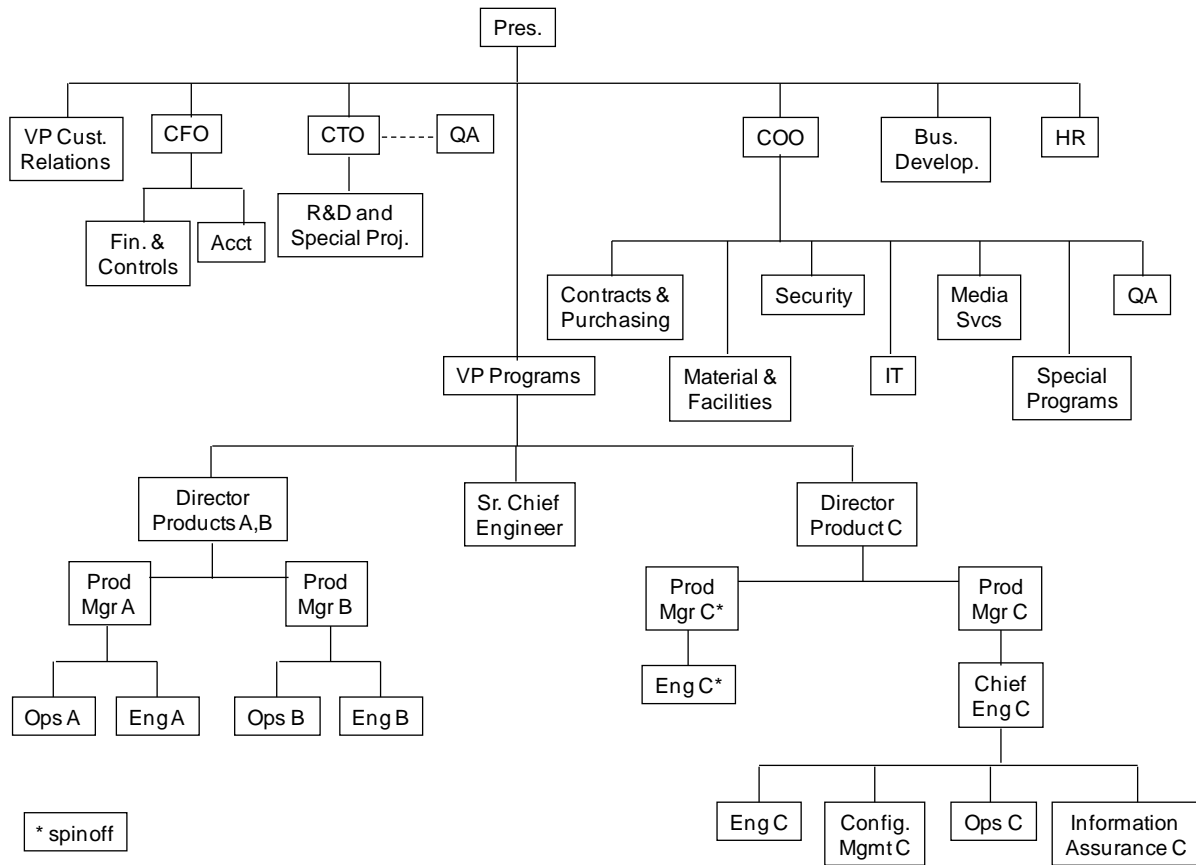 Pres.
VP Cust.
Relations
CFO
CTO
QA
COO
Bus.
Develop.
HR
Fin. &
Controls
Acct
R&D and
Special Proj.
Contracts &
Purchasing
Security
Media
Svcs
QA
VP Programs
Material &
Facilities
IT
Special
Programs
Director
Products A,B
Sr. Chief
Engineer
Director
Product C
Prod
Mgr A
Prod
Mgr B
Prod
Mgr C*
Prod
Mgr C
Ops A
Eng A
Ops B
Eng B
Eng C*
Chief
Eng C
Eng C
Config.
Mgmt C
Ops C
Information
Assurance C
* spinoff